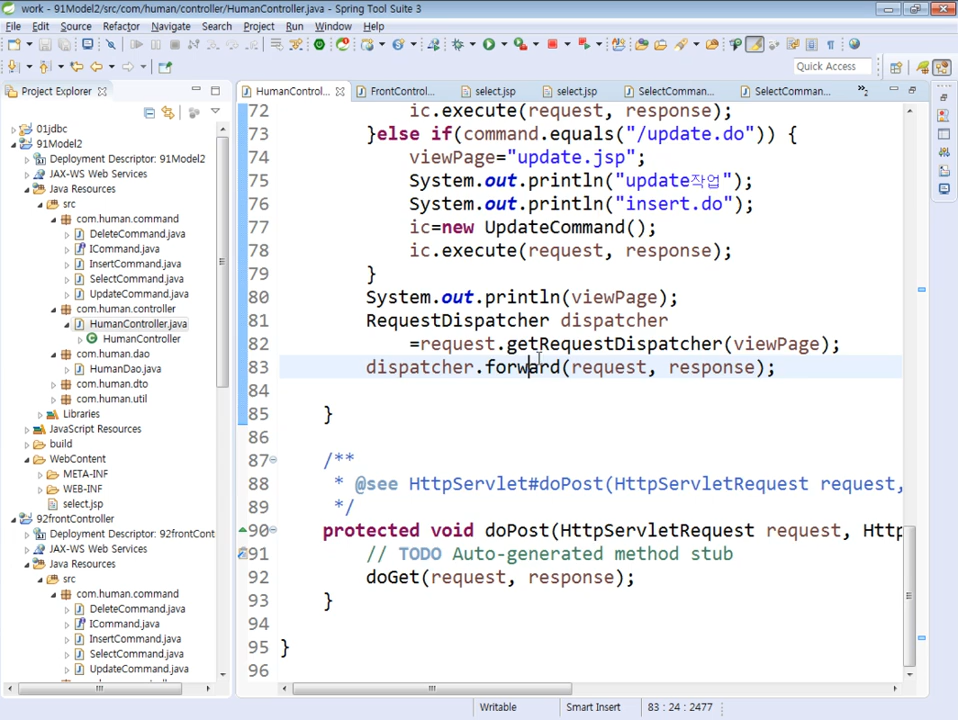 work - 91Model2/src/com/human/controller/HumanController.java - Spring Tool Suite 3
File Edit Source Refactor Navigate Search Project Run Window Help
Quick Access
Project Explorer
01jdbc
91Model2
Deployment Descriptor: 91Model2
JAX-WS Web Services
Java Resources
src
com.human.command
DeleteCommand.java
ICommand.java
InsertCommand.java
SelectCommand.java
UpdateCommand.java
com.human.controller
HumanController.java
HumanController
com.human.dao
HumanDao.java
com.human.dto
com.human.util
Libraries
JavaScript Resources
build
WebContent
META-INF
WEB-INF
select.jsp
92frontController
Deployment Descriptor: 92frontCont
JAX-WS Web Services
Java Resources
src
com.human.command
DeleteCommand.java
ICommand.java
InsertCommand.java
SelectCommand.java
UpdateCommand.java
HumanControl... FrontControl... select.jsp select.jsp SelectComman... SelectComman... »2
72 ic.execute(request, response);
73 }else if(command.equals("/update.do")) {
74 viewPage="update.jsp";
75 System.out.println("update작업");
76 System.out.println("insert.do");
77 ic=new UpdateCommand();
78 ic.execute(request, response);
79 }
80 System.out.println(viewPage);
81 RequestDispatcher dispatcher
82 =request.getRequestDispatcher(viewPage);
83 dispatcher.forward(request, response);
84
85 }
86
87 /**
88 * @see HttpServlet#doPost(HttpServletRequest request,
89 */
90 protected void doPost(HttpServletRequest request, Http
91 // TODO Auto-generated method stub
92 doGet(request, response);
93 }
94
95 }
96
Writable Smart Insert 83 : 24 : 2477